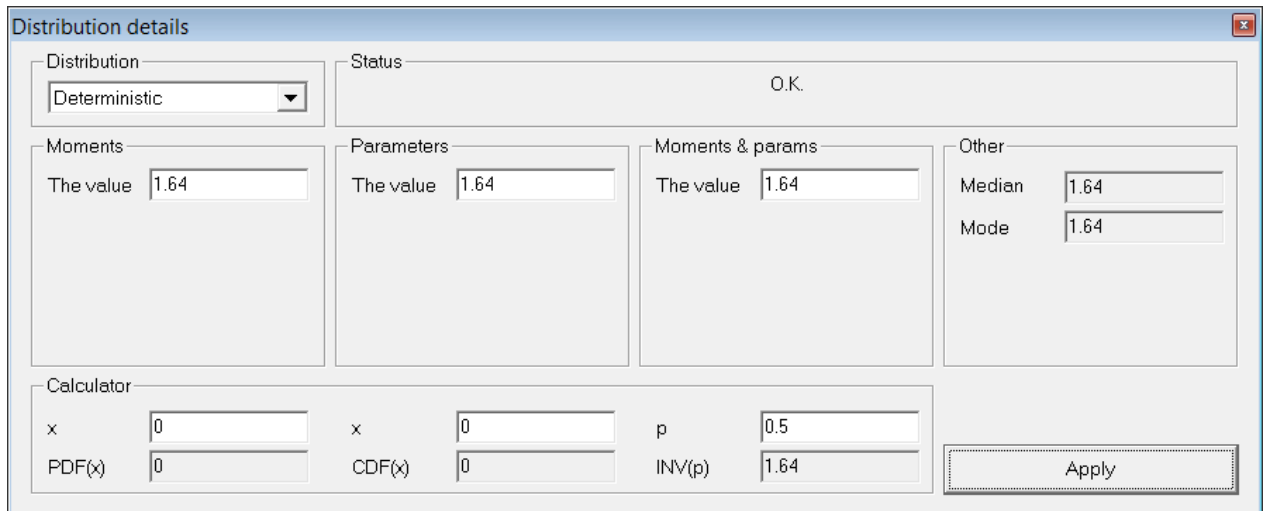 Distribution details
Distribution
Status
Deterministic
O.K.
Moments
Parameters
Moments & params
Other
The value 1.64
The value 1.64
The value 1.64
Median 1.64
Mode 1.64
Calculator
x 0
x 0
p 0.5
PDF(x) 0
CDF(x) 0
INV(p) 1.64
Apply